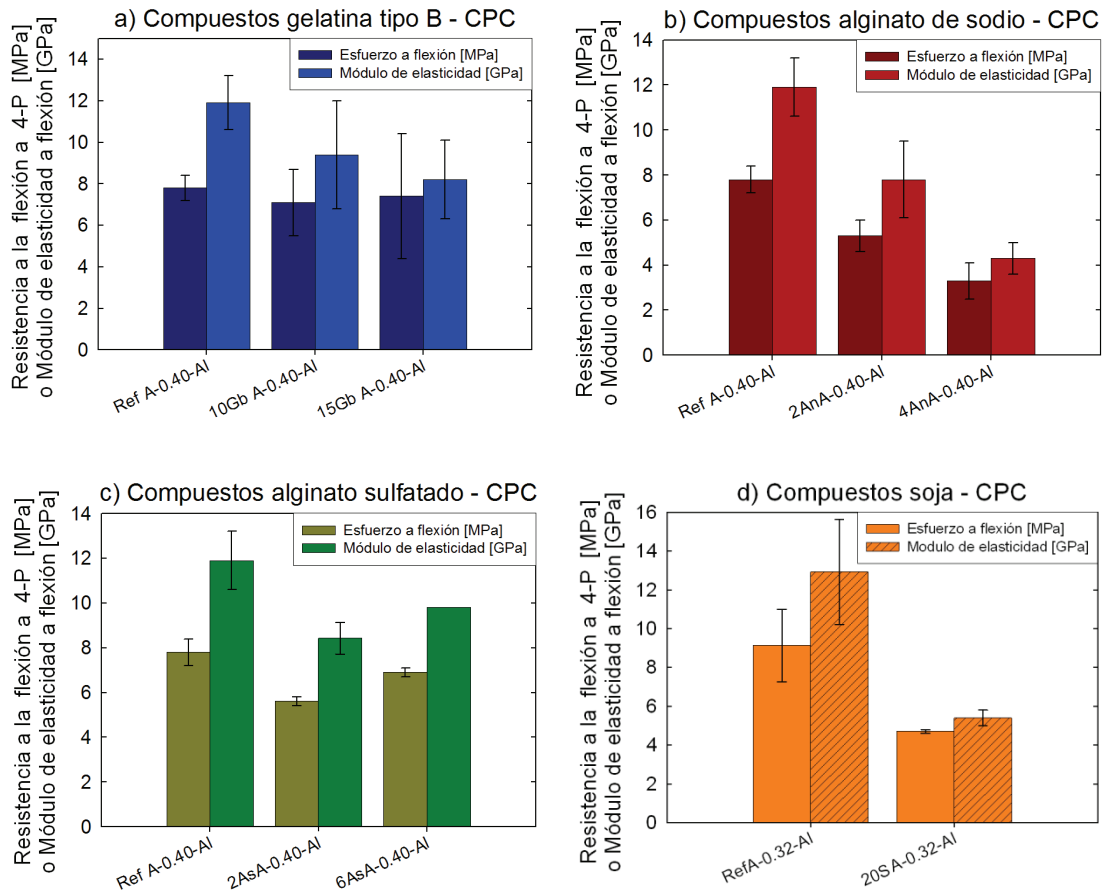 a) Compuestos gelatina tipo B - CPC
Resistencia a la flexión a 4-P [MPa]
o Módulo de elasticidad a flexión [GPa]
Esfuerzo a flexión [MPa]
Módulo de elasticidad [GPa]
14
12
10
8
6
4
2
0
Ref A-0.40-Al
10Gb A-0.40-Al
15Gb A-0.40-Al
b) Compuestos alginato de sodio - CPC
Resistencia a la flexión a 4-P [MPa]
o Módulo de elasticidad a flexión [GPa]
Esfuerzo a flexión [MPa]
Módulo de elasticidad [GPa]
14
12
10
8
6
4
2
0
Ref A-0.40-Al
2AnA-0.40-Al
4AnA-0.40-Al
c) Compuestos alginato sulfatado - CPC
Resistencia a la flexión a 4-P [MPa]
o Módulo de elasticidad a flexión [GPa]
Esfuerzo a flexión [MPa]
Módulo de elasticidad [GPa]
14
12
10
8
6
4
2
0
Ref A-0.40-Al
2AsA-0.40-Al
6AsA-0.40-Al
d) Compuestos soja - CPC
Resistencia a la flexión a 4-P [MPa]
o Módulo de elasticidad a flexión [GPa]
Esfuerzo a flexión [MPa]
Modulo de elasticidad [GPa]
16
14
12
10
8
6
4
2
0
RefA-0.32-Al
20S A-0.32-Al